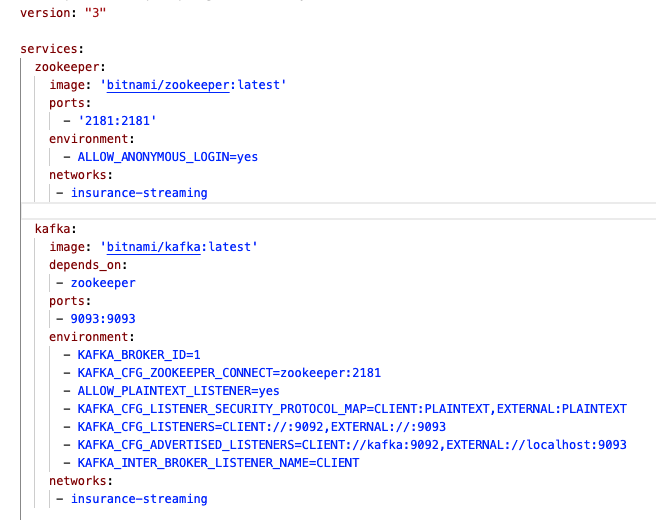 version: "3"
services:
zookeeper:
image: 'bitnami/zookeeper:latest'
ports:
- '2181:2181'
environment:
- ALLOW_ANONYMOUS_LOGIN=yes
networks:
- insurance-streaming
kafka:
image: 'bitnami/kafka:latest'
depends_on:
- zookeeper
ports:
- 9093:9093
environment:
- KAFKA_BROKER_ID=1
- KAFKA_CFG_ZOOKEEPER_CONNECT=zookeeper:2181
- ALLOW_PLAINTEXT_LISTENER=yes
- KAFKA_CFG_LISTENER_SECURITY_PROTOCOL_MAP=CLIENT:PLAINTEXT,EXTERNAL:PLAINTEXT
- KAFKA_CFG_LISTENERS=CLIENT://:9092,EXTERNAL://:9093
- KAFKA_CFG_ADVERTISED_LISTENERS=CLIENT://kafka:9092,EXTERNAL://localhost:9093
- KAFKA_INTER_BROKER_LISTENER_NAME=CLIENT
networks:
- insurance-streaming